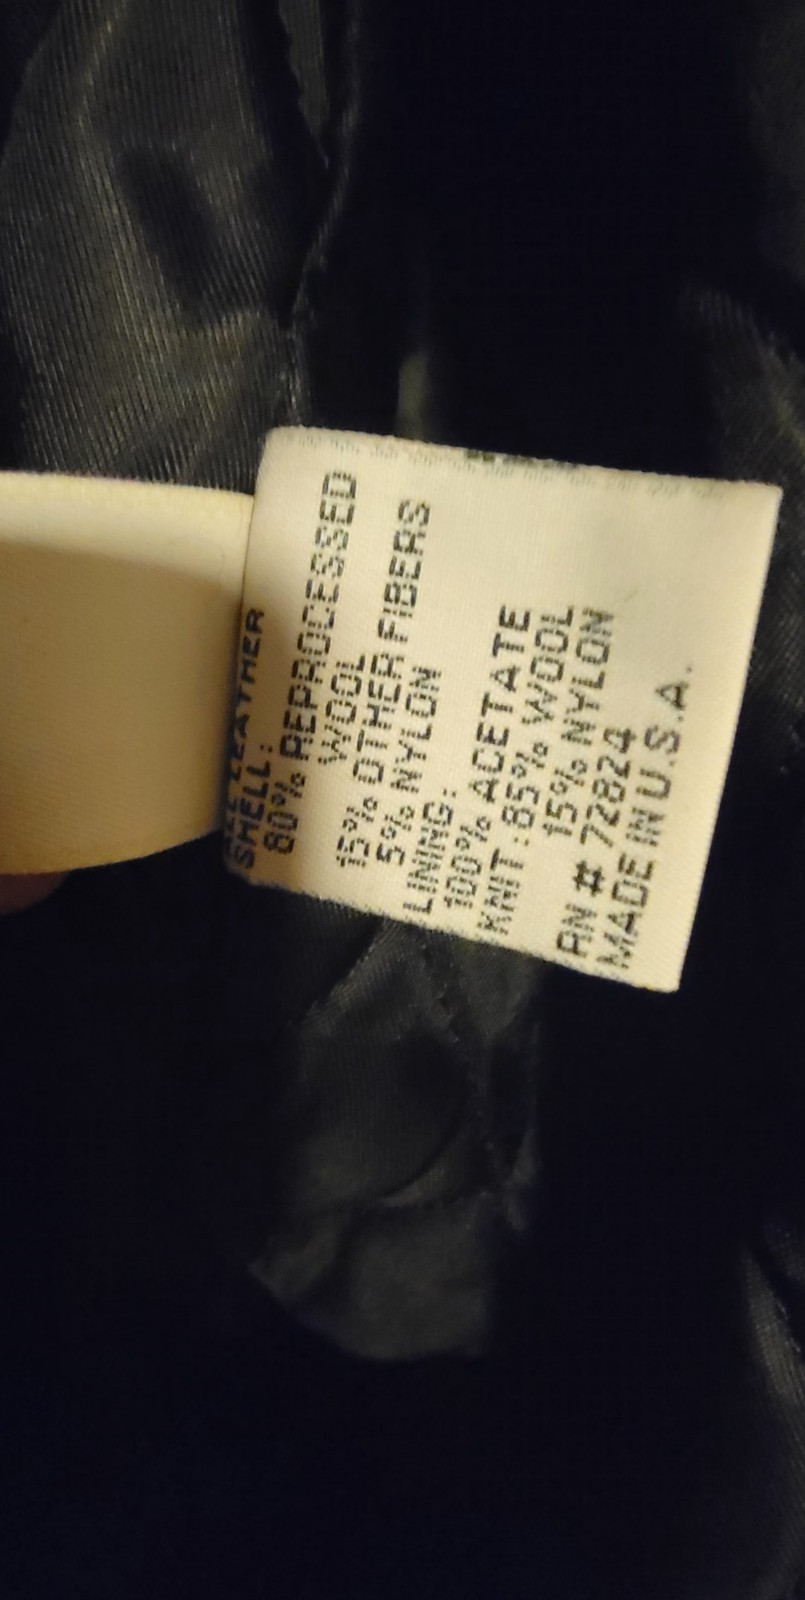 LEATHER
SHELL:
80% REPROCESSED
WOOL
15% OTHER FIBERS
5% NYLON
LINING:
100% ACETATE
KNIT: 85% WOOL
15% NYLON
RN # 72824
MADE IN U.S.A.